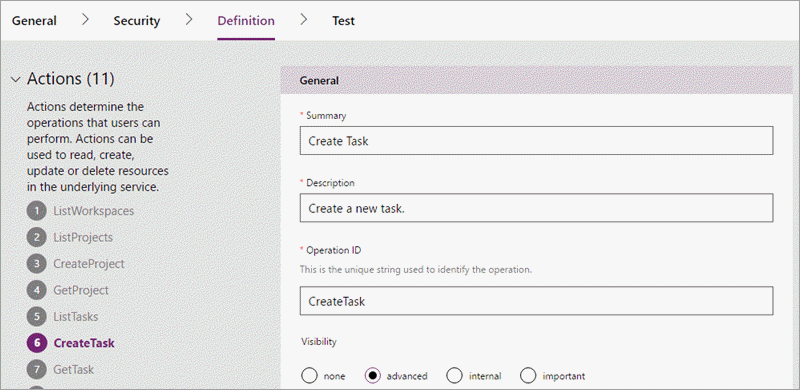 General > Security > Definition > Test
Actions (11)
Actions determine the
operations that users can
perform. Actions can be
used to read, create,
update or delete resources
in the underlying service.
1 ListWorkspaces
2 ListProjects
3 CreateProject
4 GetProject
5 ListTasks
6 CreateTask
7 GetTask
General
* Summary
Create Task
* Description
Create a new task.
* Operation ID
This is the unique string used to identify the operation.
CreateTask
Visibility
none advanced internal important